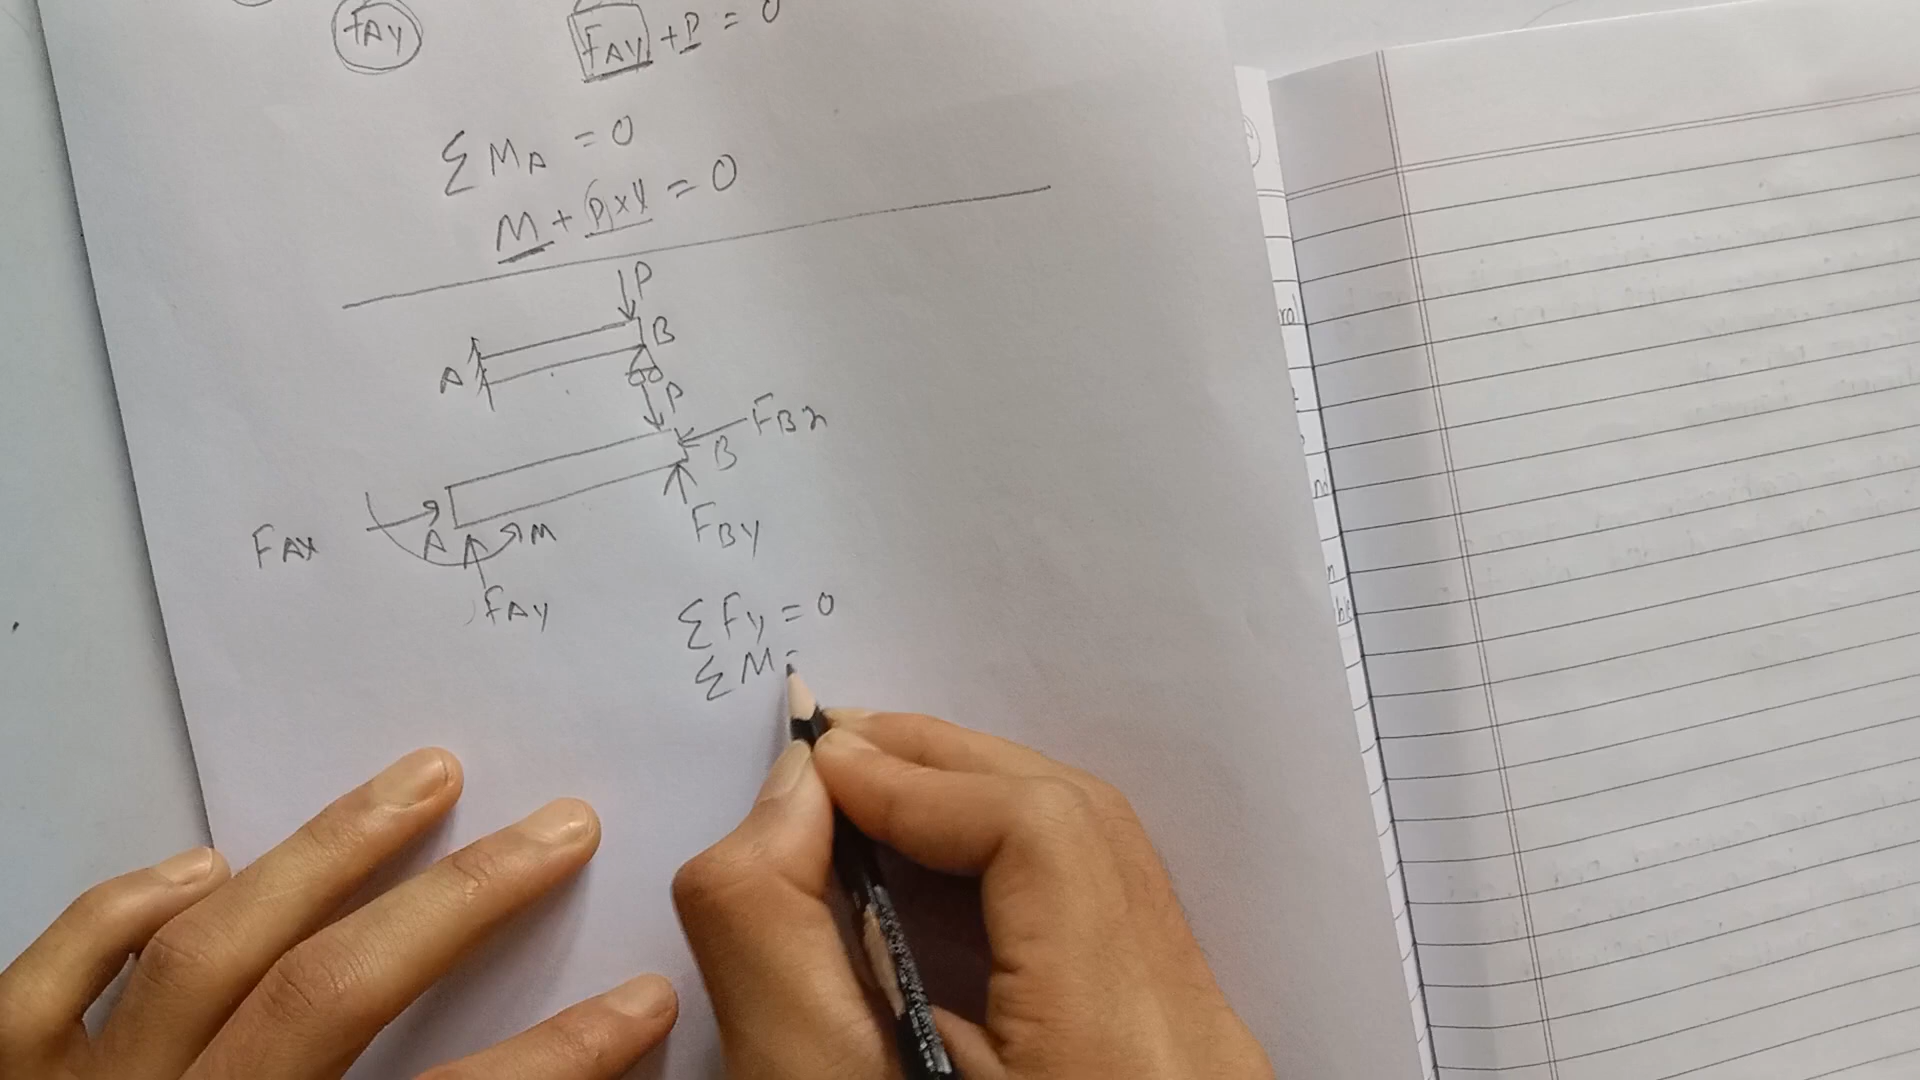 FAY
FAY + P = 0
ΣMA = 0
M + P×Y = 0
P
A
B
P
FBx
B
FAX
A
M
FBY
FAY
ΣFy = 0
ΣM =